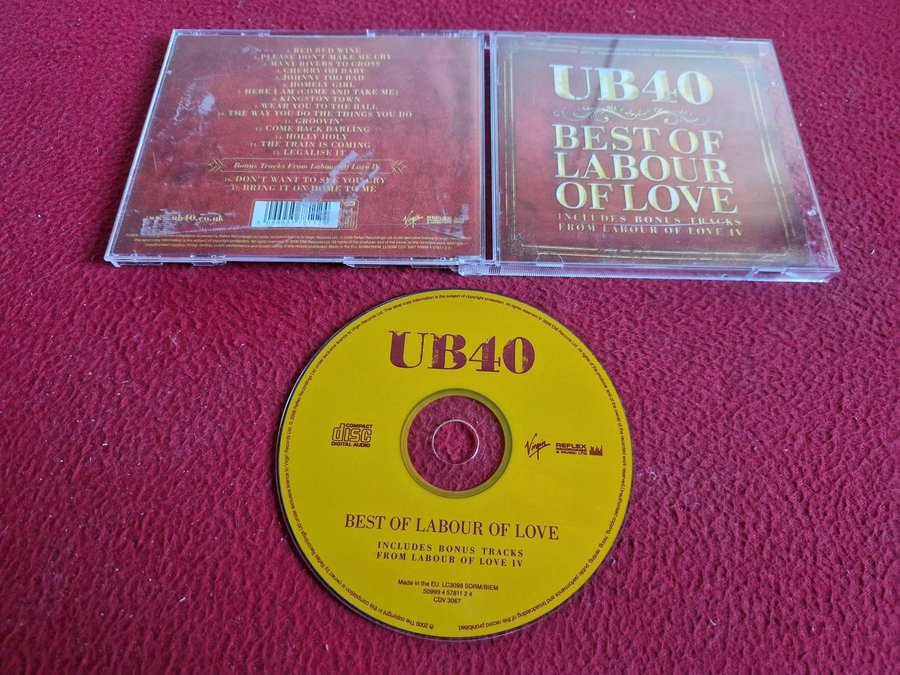 1. RED RED WINE
2. PLEASE DON'T MAKE ME CRY
3. MANY RIVERS TO CROSS
4. CHERRY OH BABY
5. JOHNNY TOO BAD
6. HOMELY GIRL
7. HERE I AM (COME AND TAKE ME)
8. KINGSTON TOWN
9. WEAR YOU TO THE BALL
10. THE WAY YOU DO THE THINGS YOU DO
11. GROOVIN'
12. COME BACK DARLING
13. HOLLY HOLY
14. THE TRAIN IS COMING
15. LEGALISE IT
Bonus Tracks From Labour Of Love IV
16. DON'T WANT TO SEE YOU CRY
17. BRING IT ON HOME TO ME
www.ub40.co.uk
Virgin
REFLEX
UB40
BEST OF
LABOUR
OF LOVE
INCLUDES BONUS TRACKS
FROM LABOUR OF LOVE IV
UB40
COMPACT
disc
DIGITAL AUDIO
Virgin
REFLEX
RECORDINGS
& MUSIC LTD
BEST OF LABOUR OF LOVE
INCLUDES BONUS TRACKS
FROM LABOUR OF LOVE IV
Made in the EU LC3098 SDRM/BIEM
50999 4 57811 2 4
CDV 3067